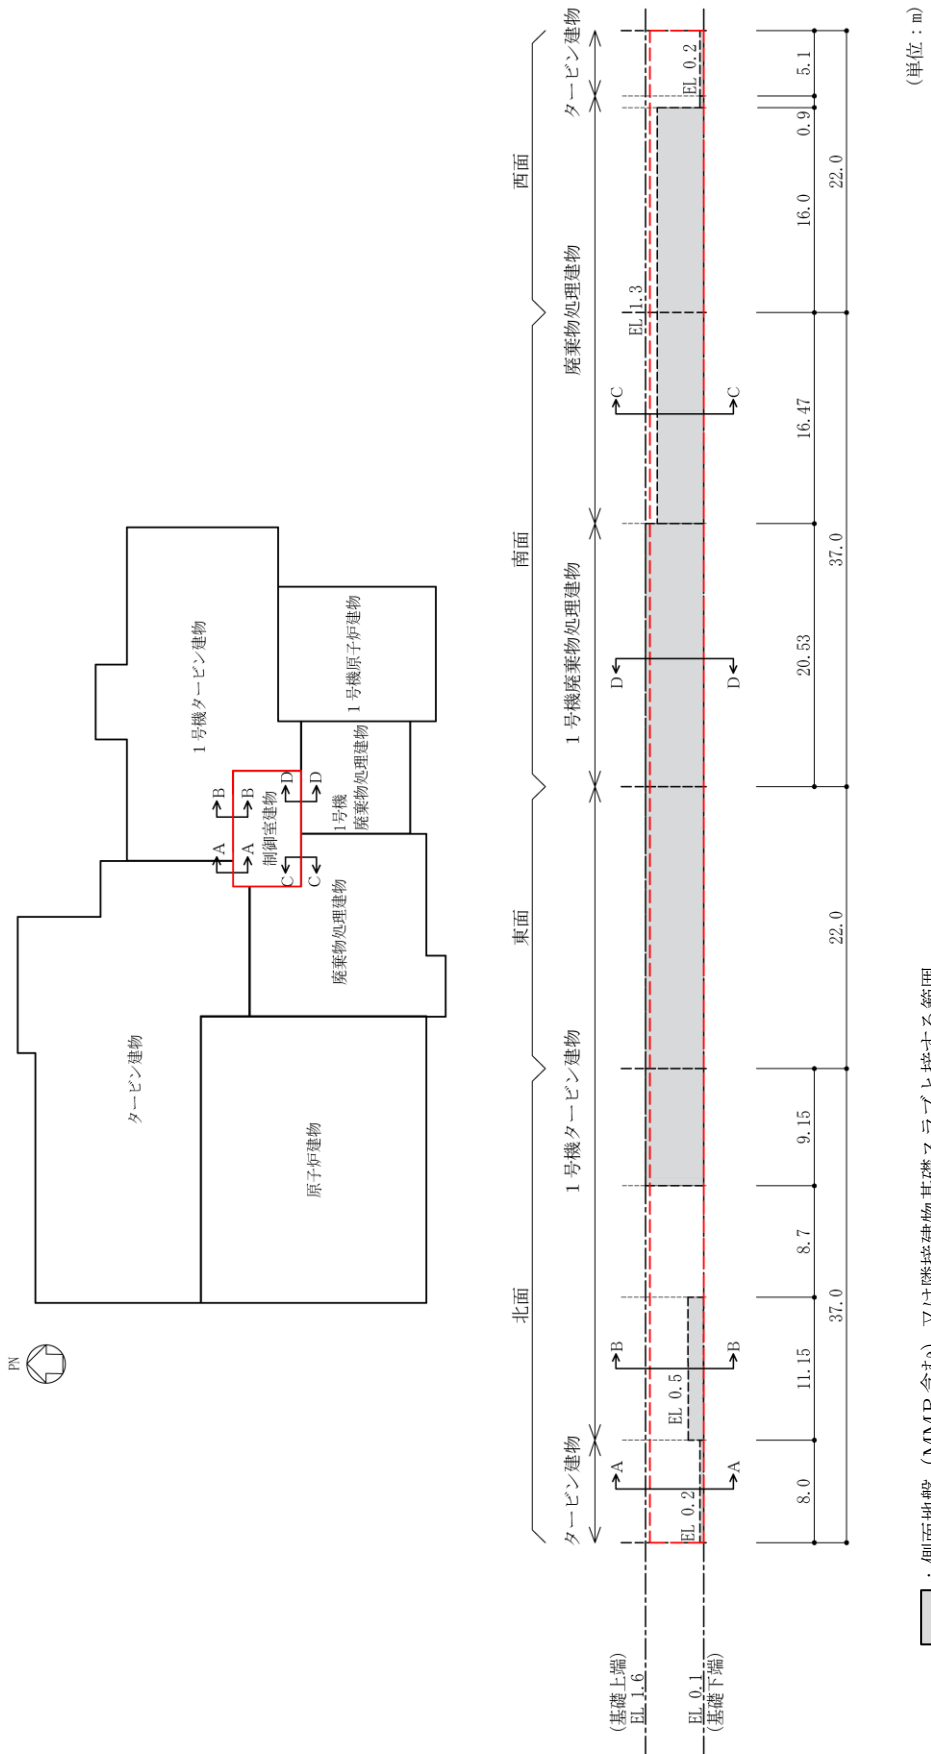 PN
タービン建物
原子炉建物
廃棄物処理建物
制御室建物
1号機タービン建物
1号機
廃棄物処理建物
1号機原子炉建物
A
A
B
B
C
C
D
D
北面
東面
南面
西面
タービン建物
1号機タービン建物
1号機廃棄物処理建物
廃棄物処理建物
タービン建物
(基礎上端)
EL 1.6
EL 0.1
(基礎下端)
EL 0.2
EL 0.5
EL 1.3
EL 0.2
A
A
B
B
D
D
C
C
8.0
11.15
8.7
9.15
20.53
16.47
16.0
0.9
5.1
37.0
22.0
37.0
22.0
(単位:m)
:側面地盤(MMR含む)又は隣接建物基礎スラブと接する範囲